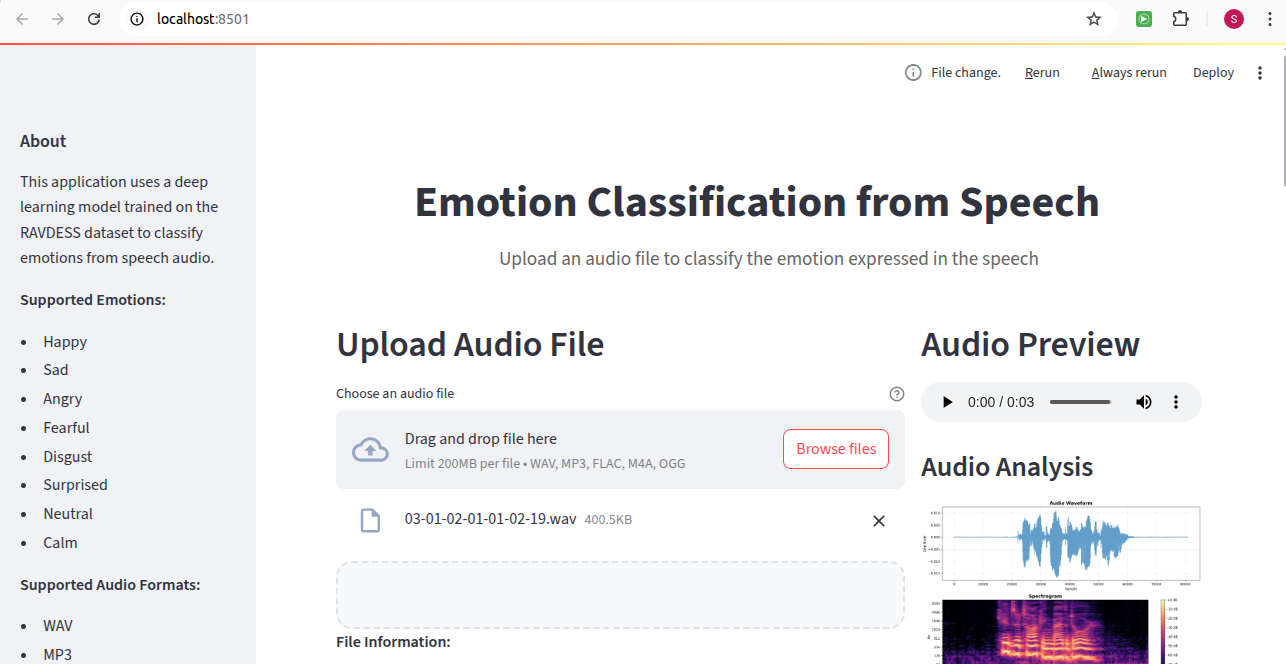 localhost:8501
S
File change.
Rerun
Always rerun
Deploy
About
This application uses a deep
learning model trained on the
RAVDESS dataset to classify
emotions from speech audio.
Supported Emotions:
Happy
Sad
Angry
Fearful
Disgust
Surprised
Neutral
Calm
Supported Audio Formats:
WAV
MP3
Emotion Classification from Speech
Upload an audio file to classify the emotion expressed in the speech
Upload Audio File
Choose an audio file
Drag and drop file here
Limit 200MB per file • WAV, MP3, FLAC, M4A, OGG
Browse files
03-01-02-01-01-02-19.wav 400.5KB
File Information:
Audio Preview
0:00 / 0:03
Audio Analysis
Audio Waveform
Sample
Spectrogram